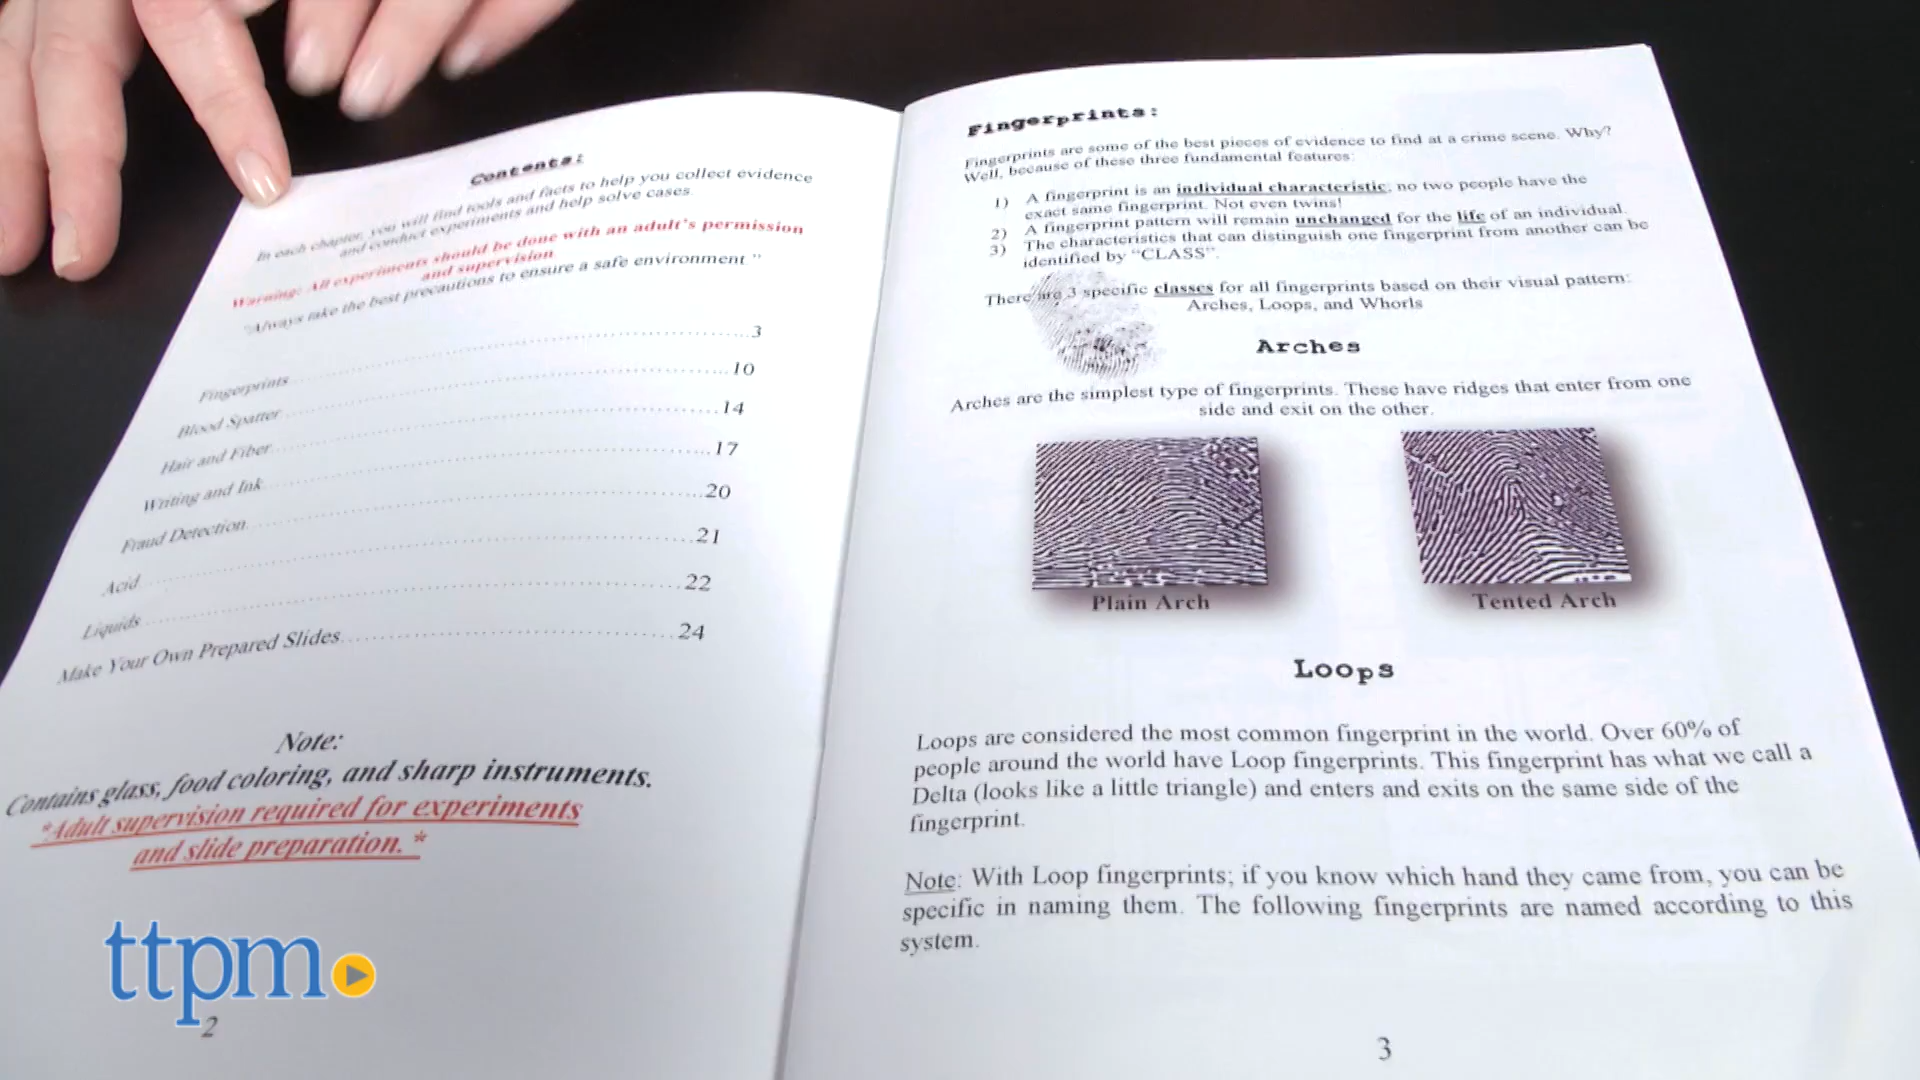 Contents:
In each chapter, you will find tools and facts to help you collect evidence
and conduct experiments and help solve cases.
Warning: All experiments should be done with an adult's permission
and supervision.
"Always take the best precautions to ensure a safe environment."
Fingerprints........3
Blood Spatter........10
Hair and Fiber........14
Writing and Ink........17
Fraud Detection........20
Acid........21
Liquids........22
Make Your Own Prepared Slides........24
Note:
Contains glass, food coloring, and sharp instruments.
*Adult supervision required for experiments
and slide preparation. *
ttpm
2
Fingerprints:
Fingerprints are some of the best pieces of evidence to find at a crime scene. Why?
Well, because of these three fundamental features:
1) A fingerprint is an individual characteristic; no two people have the
exact same fingerprint. Not even twins!
2) A fingerprint pattern will remain unchanged for the life of an individual.
3) The characteristics that can distinguish one fingerprint from another can be
identified by "CLASS".
There are 3 specific classes for all fingerprints based on their visual pattern:
Arches, Loops, and Whorls
Arches
Arches are the simplest type of fingerprints. These have ridges that enter from one
side and exit on the other.
Plain Arch
Tented Arch
Loops
Loops are considered the most common fingerprint in the world. Over 60% of
people around the world have Loop fingerprints. This fingerprint has what we call a
Delta (looks like a little triangle) and enters and exits on the same side of the
fingerprint.
Note: With Loop fingerprints; if you know which hand they came from, you can be
specific in naming them. The following fingerprints are named according to this
system.
3